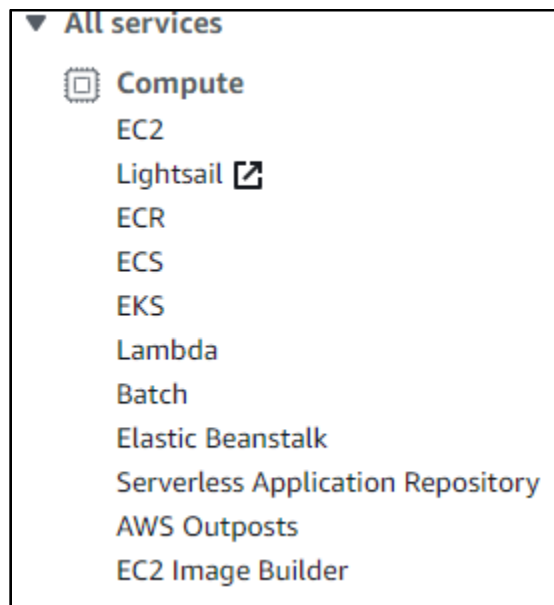 All services
Compute
EC2
Lightsail
ECR
ECS
EKS
Lambda
Batch
Elastic Beanstalk
Serverless Application Repository
AWS Outposts
EC2 Image Builder